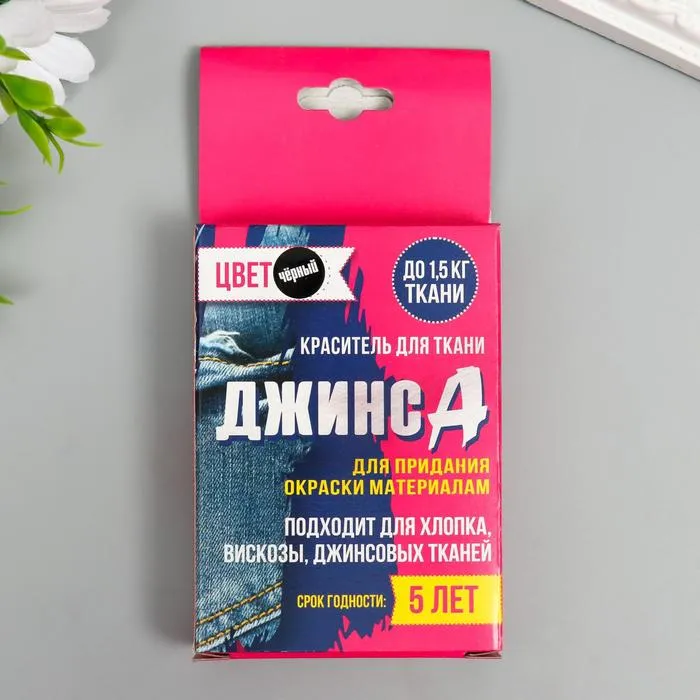 ЦВЕТ чёрный
ДО 1,5 КГ
ТКАНИ
КРАСИТЕЛЬ ДЛЯ ТКАНИ
ДЖИНСА
ДЛЯ ПРИДАНИЯ
ОКРАСКИ МАТЕРИАЛАМ
ПОДХОДИТ ДЛЯ ХЛОПКА,
ВИСКОЗЫ, ДЖИНСОВЫХ ТКАНЕЙ
СРОК ГОДНОСТИ: 5 ЛЕТ